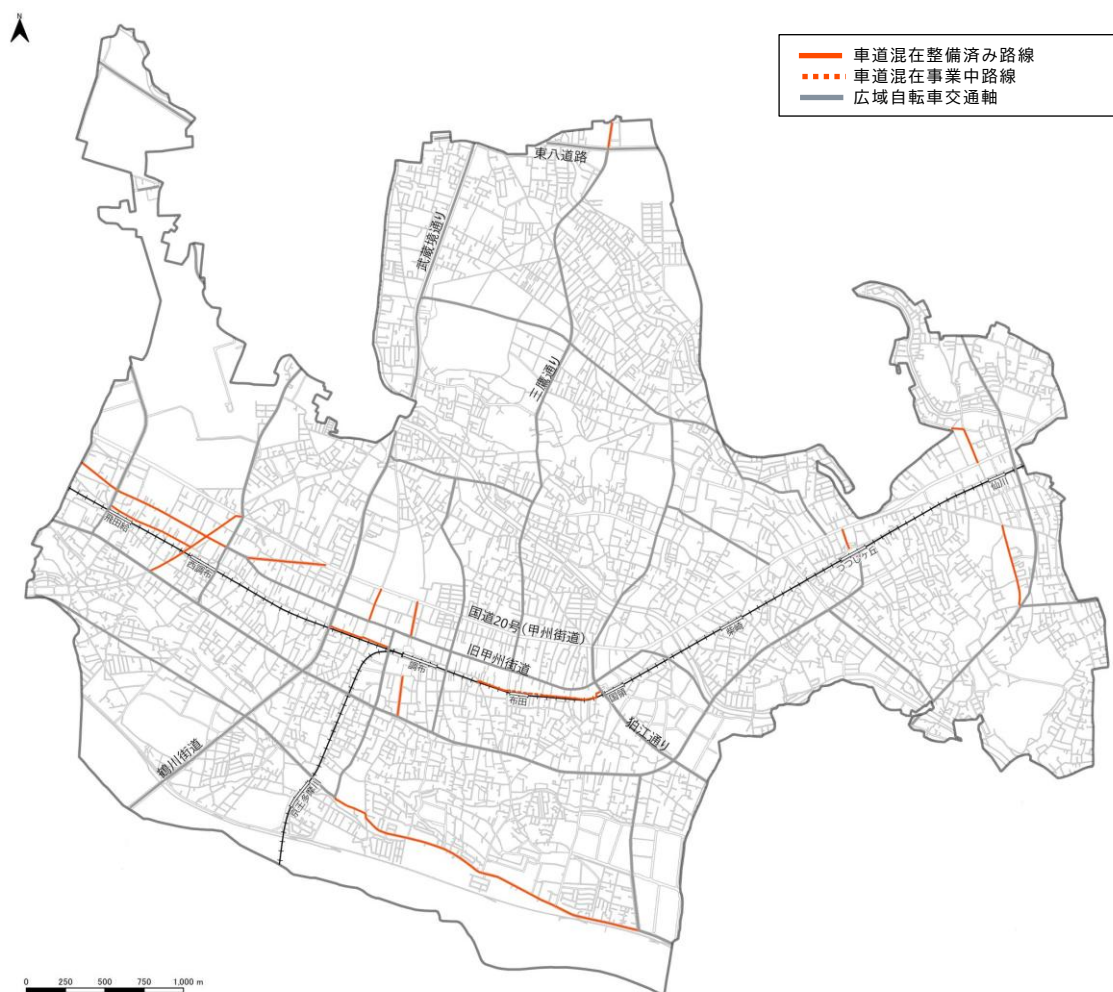 N
車道混在整備済み路線
車道混在事業中路線
広域自転車交通軸
東八道路
武蔵境通り
三鷹通り
仙川
つつじヶ丘
柴崎
飛田給
西調布
国道20号(甲州街道)
旧甲州街道
調布
布田
国領
狛江通り
鶴川街道
京王多摩川
0 250 500 750 1,000 m